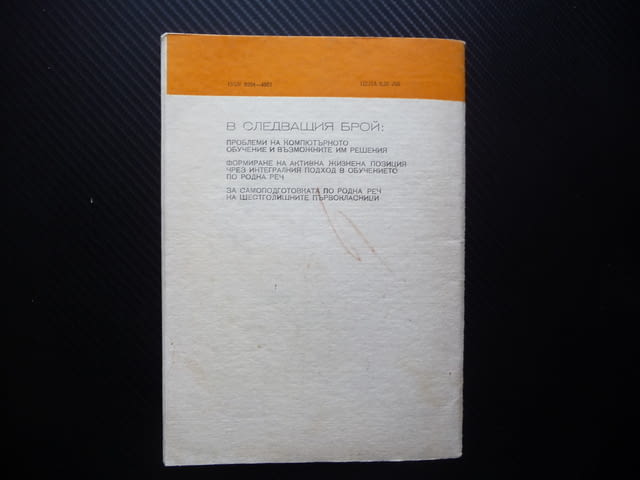 В СЛЕДВАЩИЯ БРОЙ:
ПРОБЛЕМИ НА КОМПЮТЪРНОТО
ОБУЧЕНИЕ И ВЪЗМОЖНИТЕ ИМ РЕШЕНИЯ
ФОРМИРАНЕ НА АКТИВНА ЖИЗНЕНА ПОЗИЦИЯ
ЧРЕЗ ИНТЕГРАЛНИЯ ПОДХОД В ОБУЧЕНИЕТО
ПО РОДНА РЕЧ
ЗА САМОПОДГОТОВКАТА ПО РОДНА РЕЧ
НА ШЕСТГОДИШНИТЕ ПЪРВОКЛАСНИЦИ